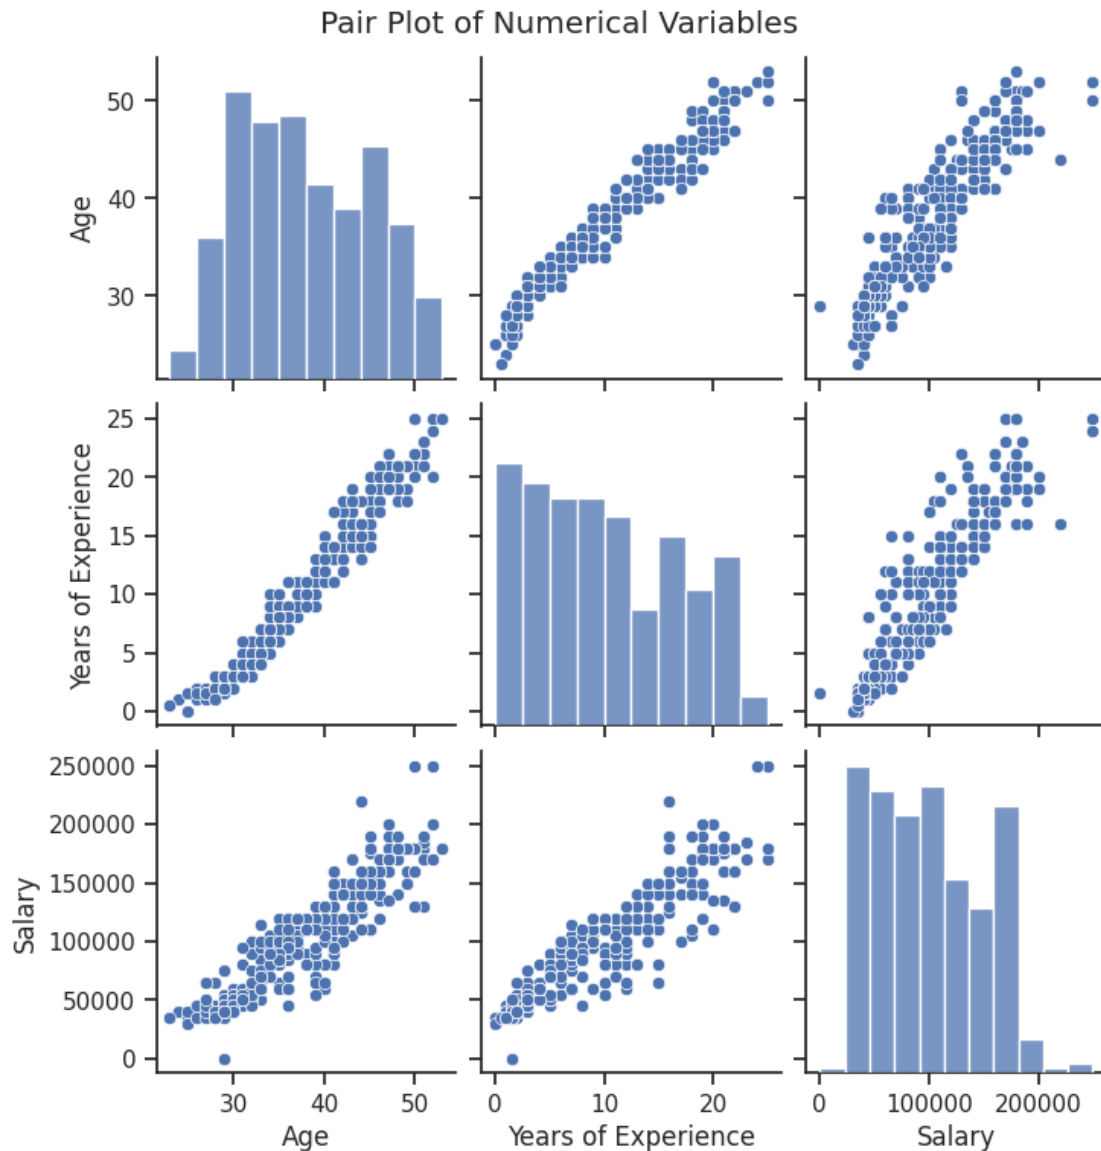 Pair Plot of Numerical Variables
50
40
30
Age
25
20
15
10
5
0
Years of Experience
250000
200000
150000
100000
50000
0
Salary
30 40 50
0 10 20
0 100000 200000
Age
Years of Experience
Salary